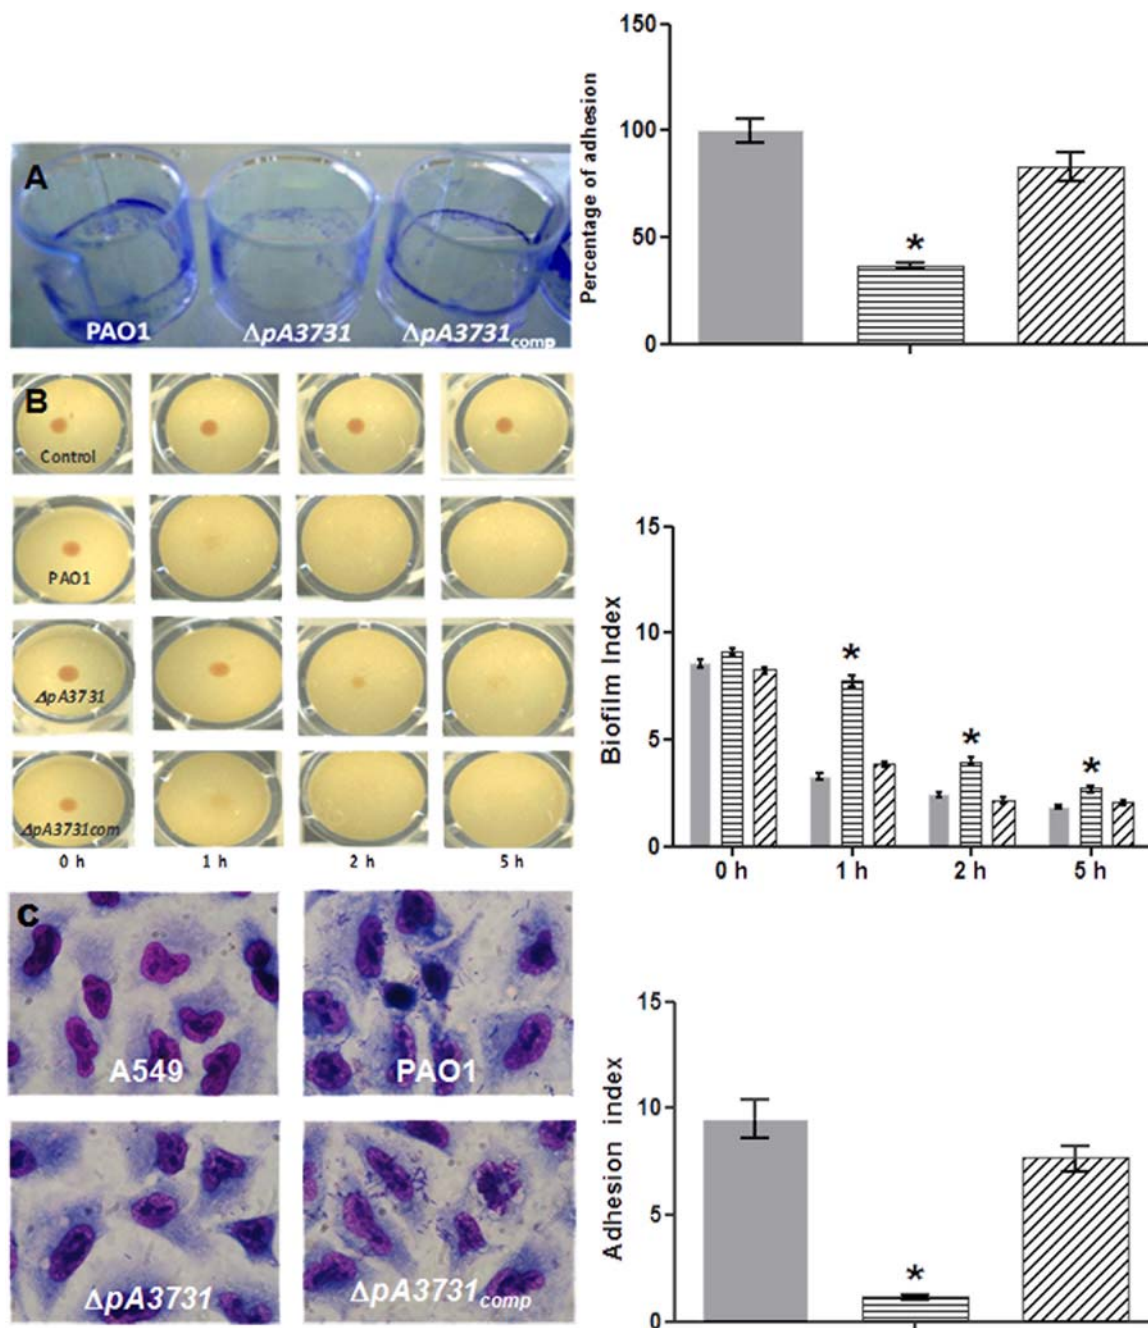 A
PAO1 ΔpA3731 ΔpA3731comp
Percentage of adhesion
150
100
50
0
*
B
Control
PAO1
ΔpA3731
ΔpA3731com
0 h 1 h 2 h 5 h
Biofilm Index
15
10
5
0
* * *
0 h 1 h 2 h 5 h
C
A549 PAO1
ΔpA3731 ΔpA3731comp
Adhesion index
15
10
5
0
*